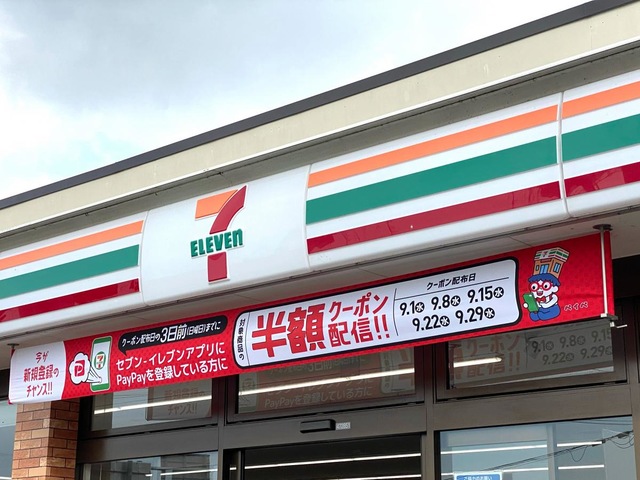 ELEVEN
今が
新規登録の
チャンス!!
クーポン配布日の3日前(日曜日)までに
セブン‐イレブンアプリに
PayPayを登録している方に
対象商品の
半額クーポン
配信!!
クーポン配布日
9.1水 9.8水 9.15水
9.22水 9.29水